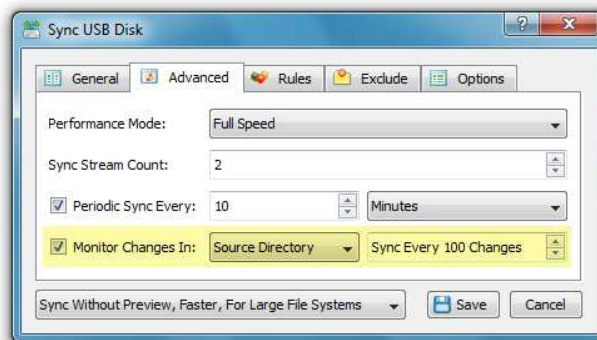 Sync USB Disk
General Advanced Rules Exclude Options
Performance Mode: Full Speed
Sync Stream Count: 2
Periodic Sync Every: 10 Minutes
Monitor Changes In: Source Directory Sync Every 100 Changes
Sync Without Preview, Faster, For Large File Systems Save Cancel